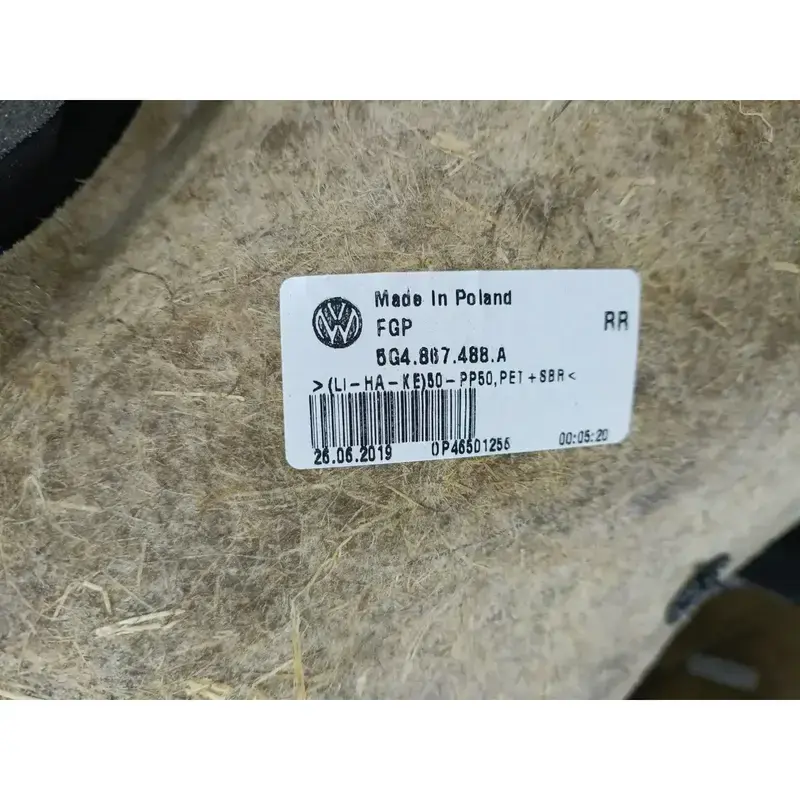 Made In Poland
FGP
RR
5G4.867.488.A
>(LI-HA-KE)50-PP50,PET+SBR<
26.06.2019 0P46501256 00:05:20